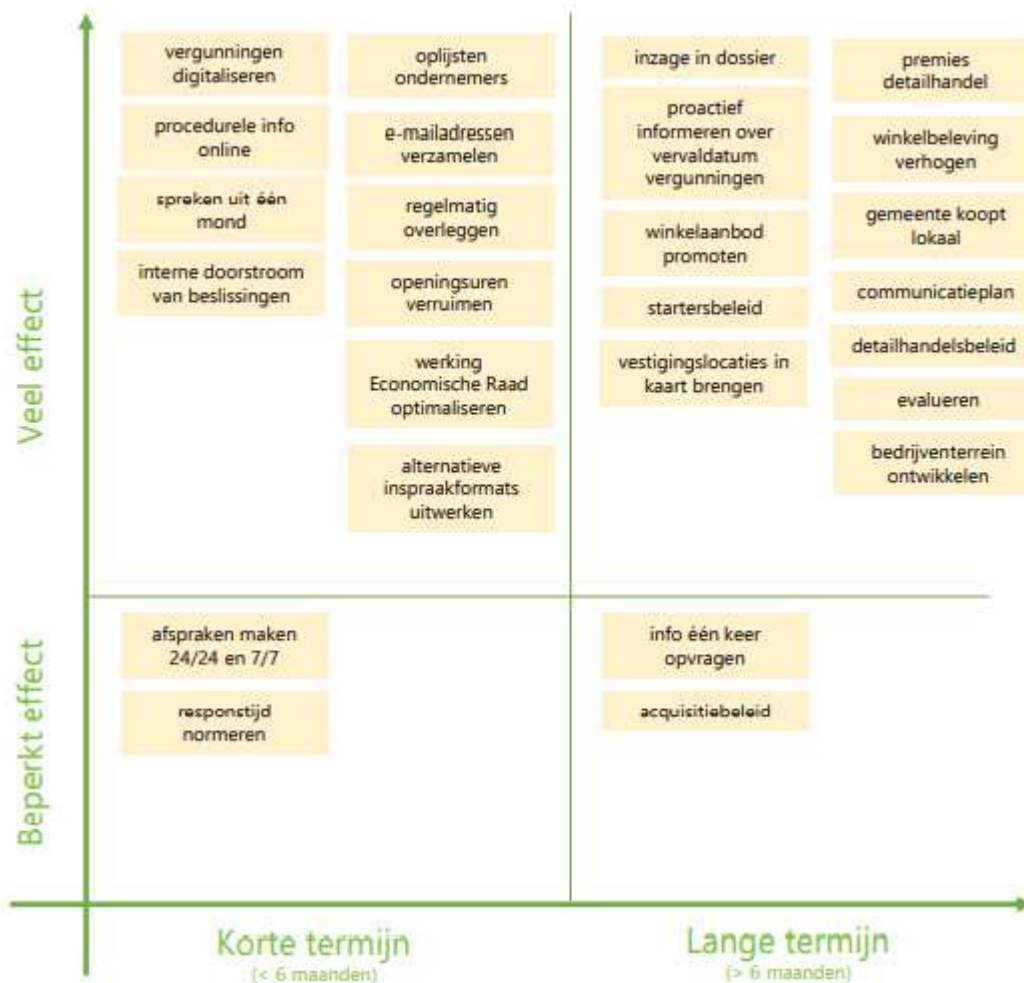 Veel effect
vergunningen
digitaliseren
procedurele info
online
spreken uit één
mond
interne doorstroom
van beslissingen
oplijsten
ondernemers
e-mailadressen
verzamelen
regelmatig
overleggen
openingsuren
verruimen
werking
Economische Raad
optimaliseren
alternatieve
inspraakformats
uitwerken
inzage in dossier
proactief
informeren over
vervaldatum
vergunningen
winkelaanbod
promoten
startersbeleid
vestigingslocaties in
kaart brengen
premies
detailhandel
winkelbeleving
verhogen
gemeente koopt
lokaal
communicatieplan
detailhandelsbeleid
evalueren
bedrijventerrein
ontwikkelen
Beperkt effect
afspraken maken
24/24 en 7/7
responstijd
normeren
info één keer
opvragen
acquisitiebeleid
Korte termijn
(< 6 maanden)
Lange termijn
(> 6 maanden)